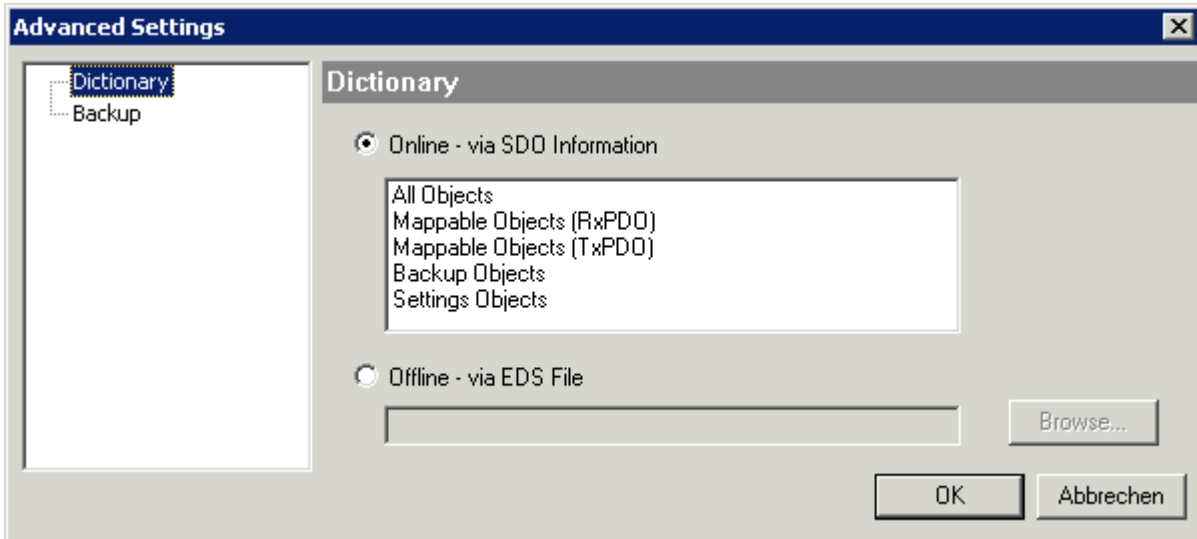 Advanced Settings
Dictionary
Backup
Dictionary
Online - via SDO Information
All Objects
Mappable Objects (RxPDO)
Mappable Objects (TxPDO)
Backup Objects
Settings Objects
Offline - via EDS File
Browse...
OK
Abbrechen